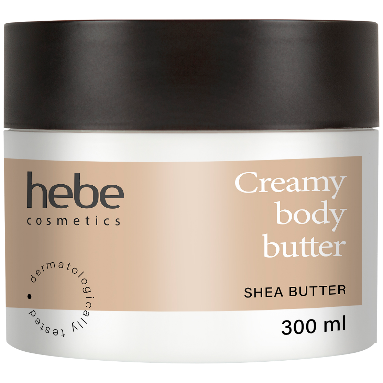 hebe
cosmetics
Creamy
body
butter
• dermatologically tested
SHEA BUTTER
300 ml